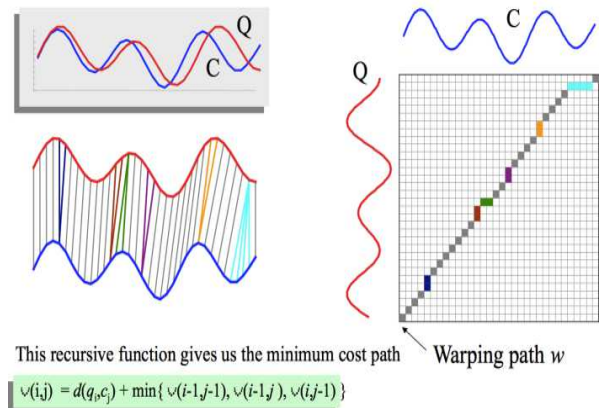 Q
C
C
Q
This recursive function gives us the minimum cost path
Warping path w
γ(i,j) = d(qᵢ,cⱼ) + min{ γ(i-1,j-1), γ(i-1,j ), γ(i,j-1) }